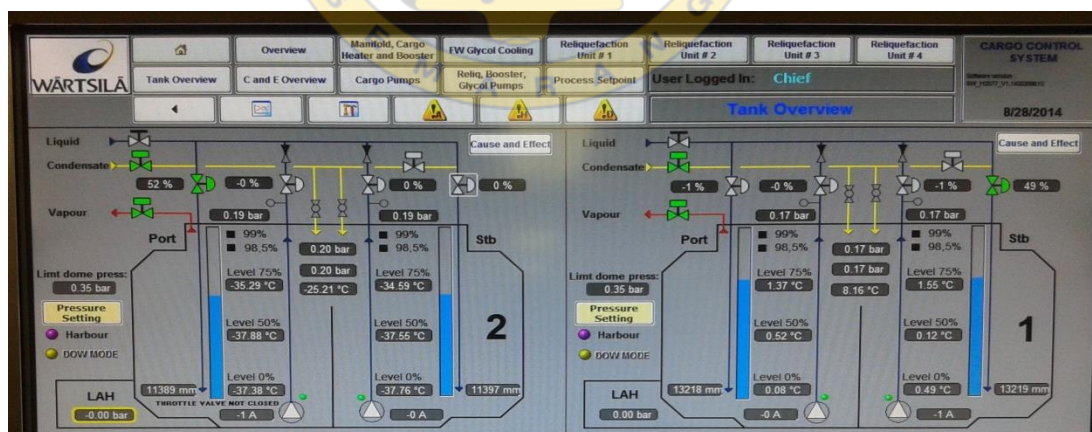 WÄRTSILÄ
Overview
Manifold, Cargo
Heater and Booster
FW Glycol Cooling
Reliquefaction
Unit # 1
Reliquefaction
Unit # 2
Reliquefaction
Unit # 3
Reliquefaction
Unit # 4
CARGO CONTROL
SYSTEM
Tank Overview
C and E Overview
Cargo Pumps
Reliq, Booster,
Glycol Pumps
Process Setpoint
User Logged In: Chief
Tank Overview
8/28/2014
Liquid
Condensate
Cause and Effect
52 %
-0 %
0 %
0 %
Vapour
0.19 bar
0.19 bar
Port
99%
98,5%
0.20 bar
99%
98,5%
Stb
Limt dome press:
0.35 bar
Level 75%
-35.29 °C
0.20 bar
-25.21 °C
Level 75%
-34.59 °C
Pressure
Setting
Harbour
DOW MODE
Level 50%
-37.88 °C
Level 50%
-37.55 °C
2
Level 0%
-37.38 °C
Level 0%
-37.76 °C
11389 mm
11397 mm
THROTTLE VALVE NOT CLOSED
LAH
-0.00 bar
-1 A
-0 A
Liquid
Condensate
Cause and Effect
-1 %
-0 %
-1 %
49 %
Vapour
0.17 bar
0.17 bar
Port
99%
98,5%
0.17 bar
99%
98,5%
Stb
Limt dome press:
0.35 bar
Level 75%
1.37 °C
0.17 bar
8.16 °C
Level 75%
1.55 °C
Pressure
Setting
Harbour
DOW MODE
Level 50%
0.52 °C
Level 50%
0.12 °C
1
Level 0%
0.08 °C
Level 0%
0.49 °C
13218 mm
13219 mm
LAH
0.00 bar
-0 A
-1 A